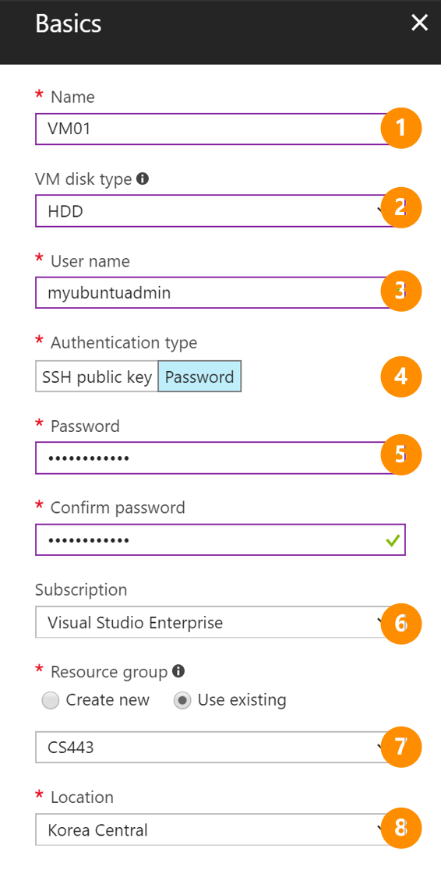 Basics
* Name
VM01
1
VM disk type
HDD
2
* User name
myubuntuadmin
3
* Authentication type
SSH public key Password
4
* Password
••••••••••••
5
* Confirm password
••••••••••••
Subscription
Visual Studio Enterprise
6
* Resource group
Create new Use existing
CS443
7
* Location
Korea Central
8